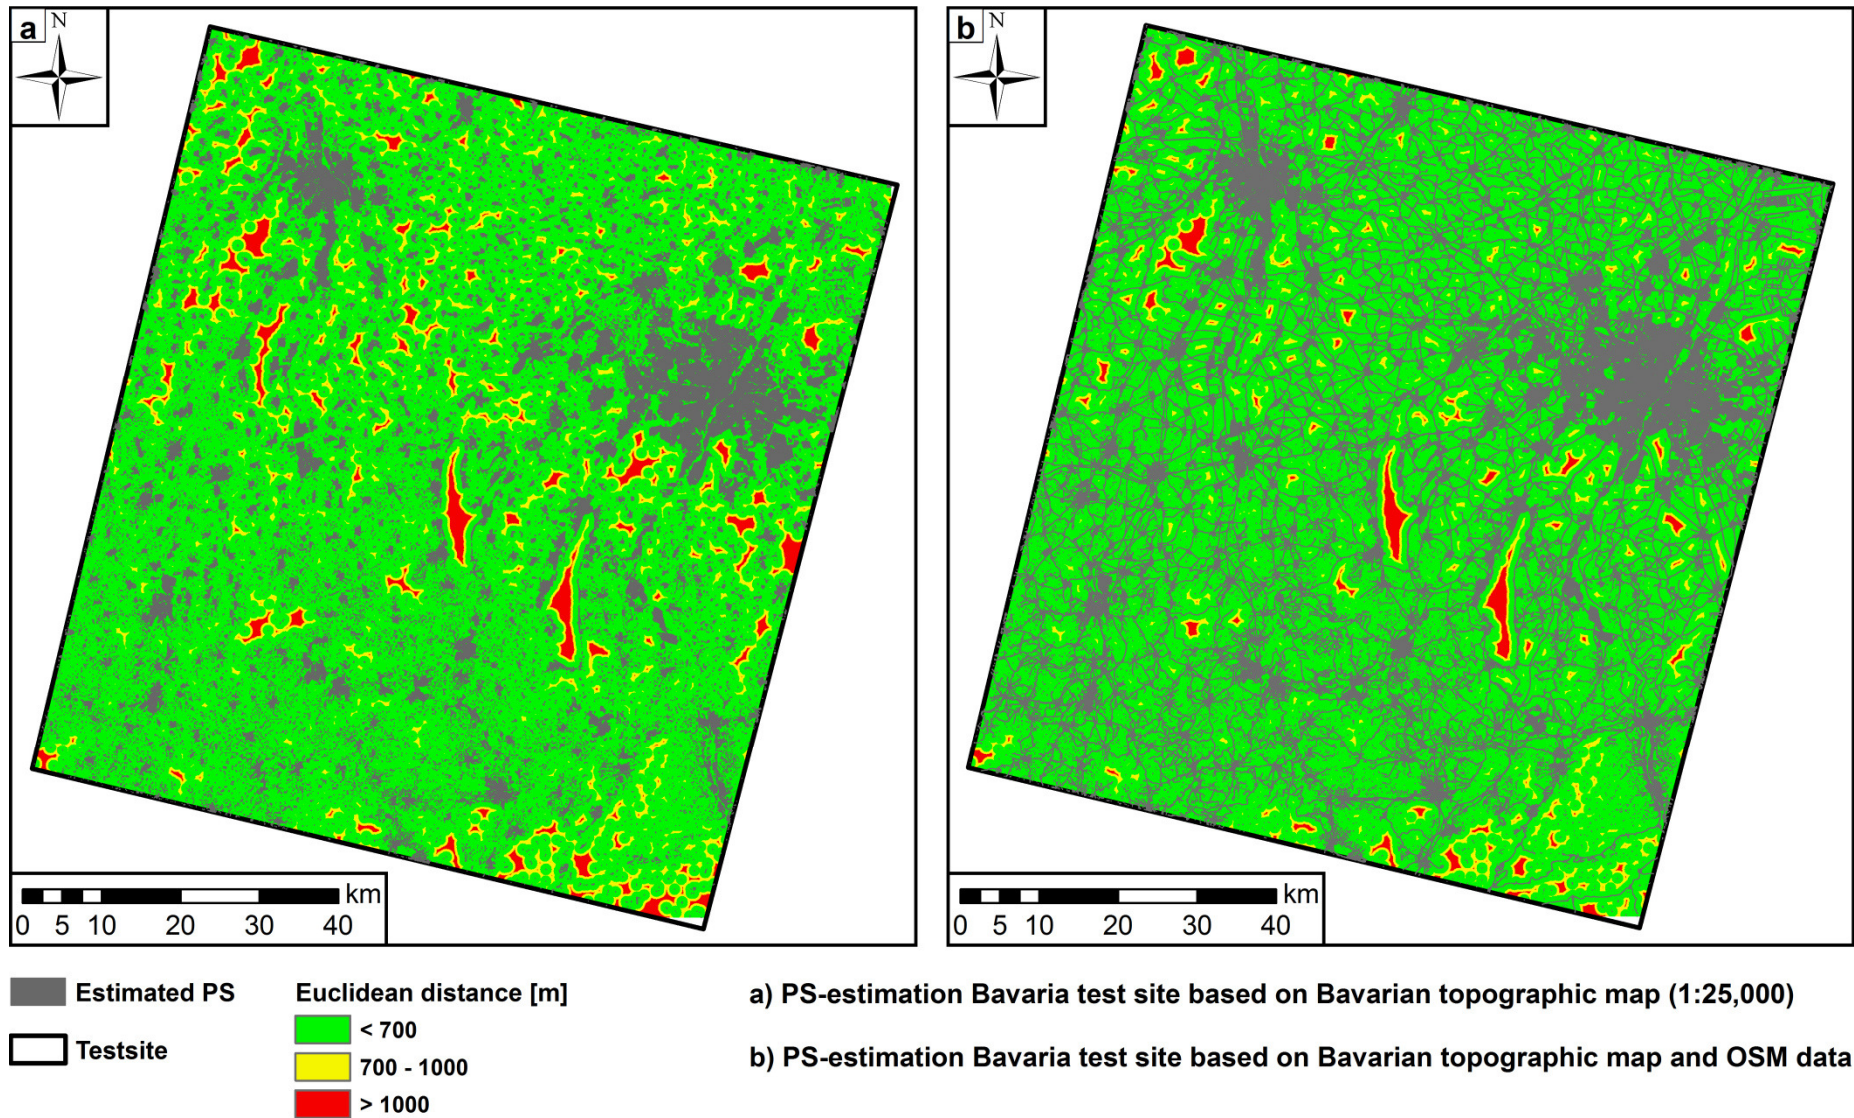 a
N
b
N
km
0 5 10 20 30 40
km
0 5 10 20 30 40
Estimated PS
Testsite
Euclidean distance [m]
< 700
700 - 1000
> 1000
a) PS-estimation Bavaria test site based on Bavarian topographic map (1:25,000)
b) PS-estimation Bavaria test site based on Bavarian topographic map and OSM data